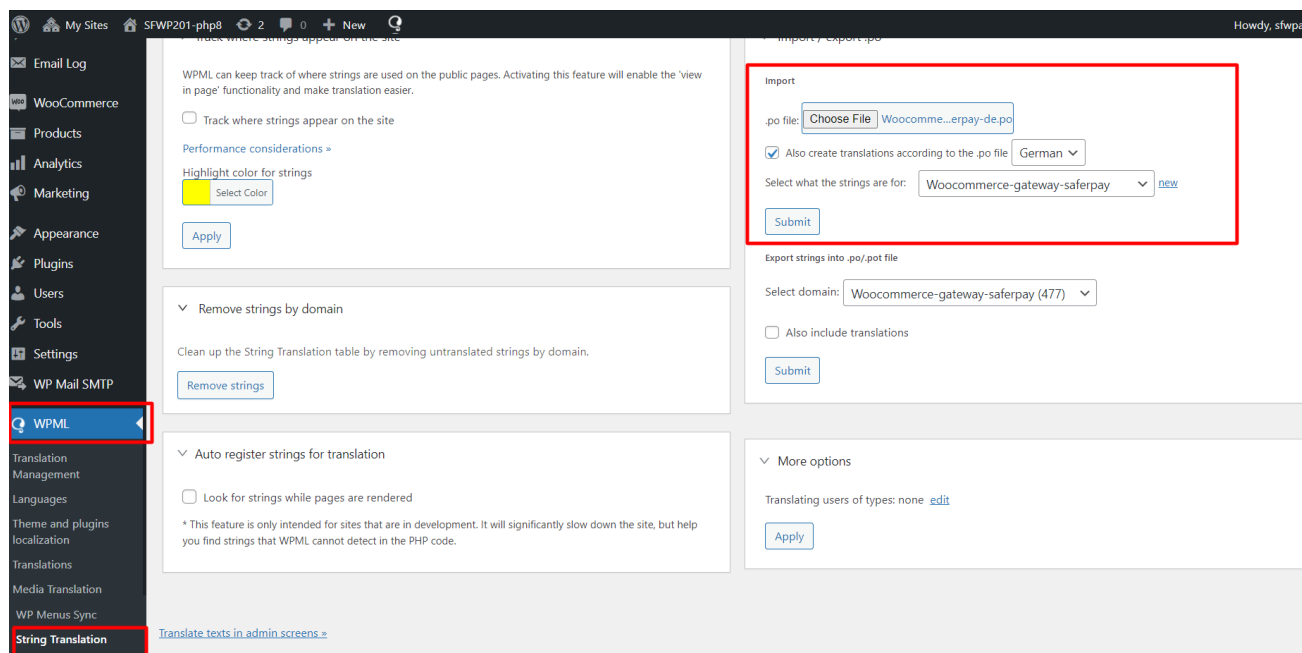 My Sites
SFWP201-php8
2
0
New
Howdy, sfwpa
Email Log
WooCommerce
Products
Analytics
Marketing
Appearance
Plugins
Users
Tools
Settings
WP Mail SMTP
WPML
Translation
Management
Languages
Theme and plugins
localization
Translations
Media Translation
WP Menus Sync
String Translation
Track where strings appear on the site
WPML can keep track of where strings are used on the public pages. Activating this feature will enable the 'view
in page' functionality and make translation easier.
Track where strings appear on the site
Performance considerations »
Highlight color for strings
Select Color
Apply
Remove strings by domain
Clean up the String Translation table by removing untranslated strings by domain.
Remove strings
Auto register strings for translation
Look for strings while pages are rendered
* This feature is only intended for sites that are in development. It will significantly slow down the site, but help
you find strings that WPML cannot detect in the PHP code.
Translate texts in admin screens »
Import / export .po
Import
.po file: Choose File Woocomme...erpay-de.po
Also create translations according to the .po file German
Select what the strings are for: Woocommerce-gateway-saferpay new
Submit
Export strings into .po/.pot file
Select domain: Woocommerce-gateway-saferpay (477)
Also include translations
Submit
More options
Translating users of types: none edit
Apply